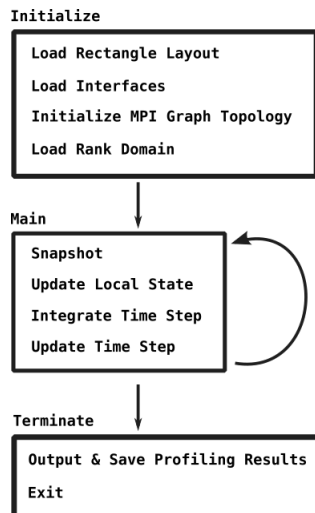 Initialize
Load Rectangle Layout
Load Interfaces
Initialize MPI Graph Topology
Load Rank Domain
Main
Snapshot
Update Local State
Integrate Time Step
Update Time Step
Terminate
Output & Save Profiling Results
Exit